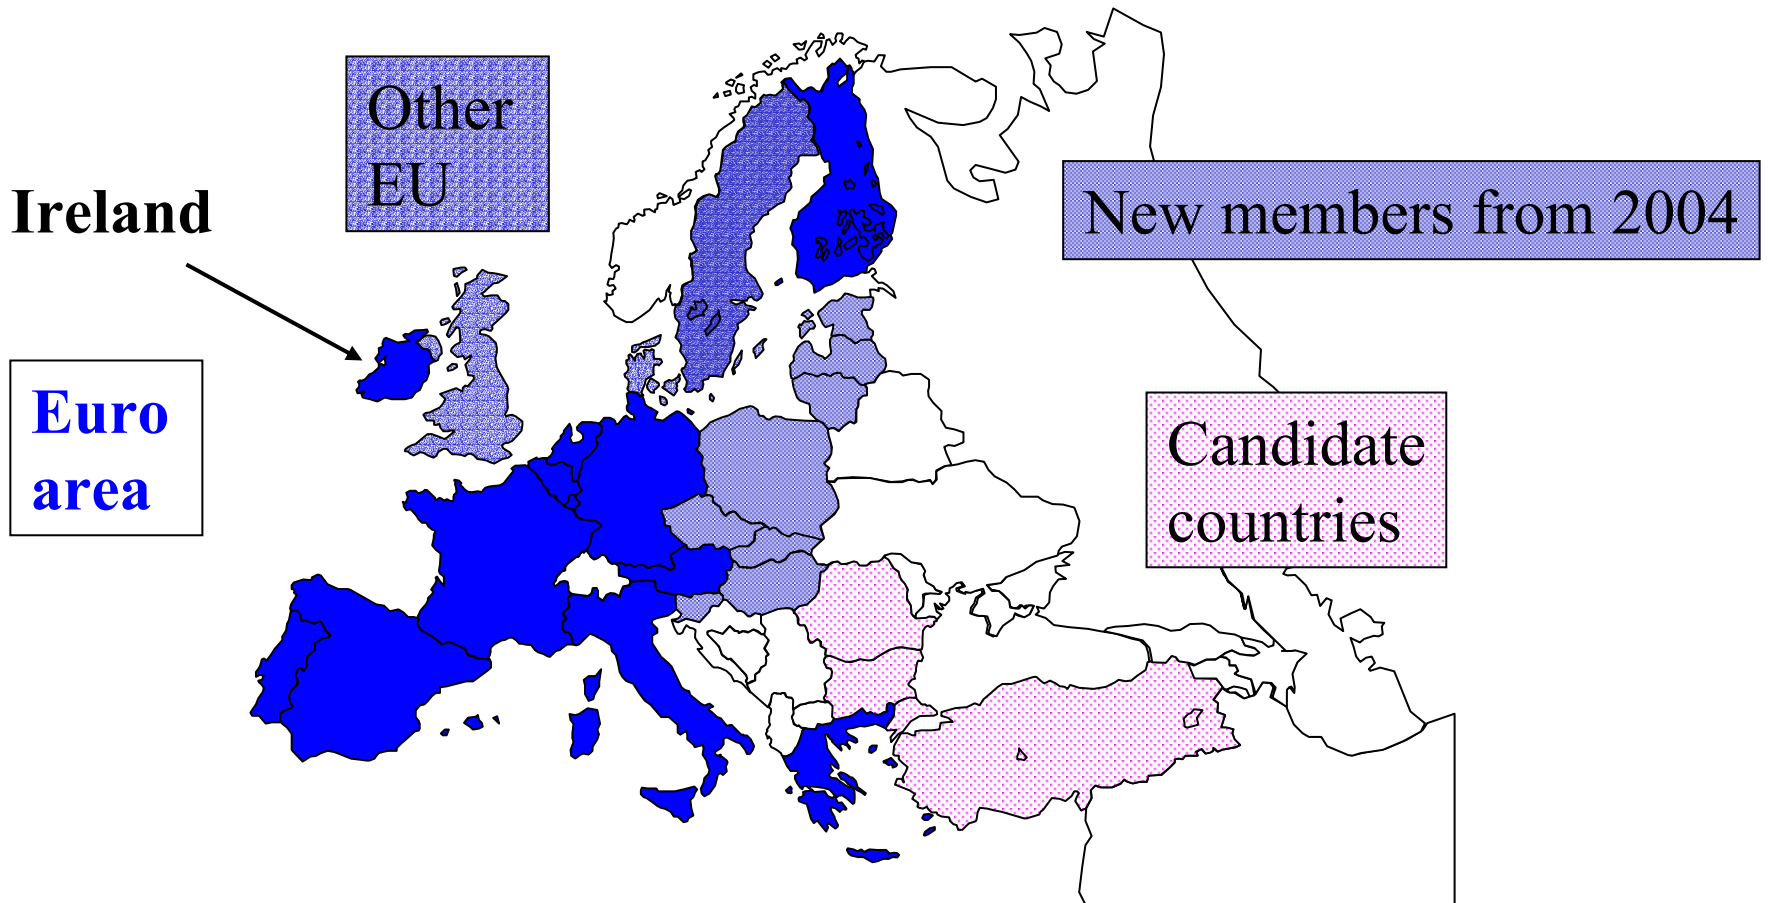 Other
EU
Ireland
New members from 2004
Euro
area
Candidate
countries